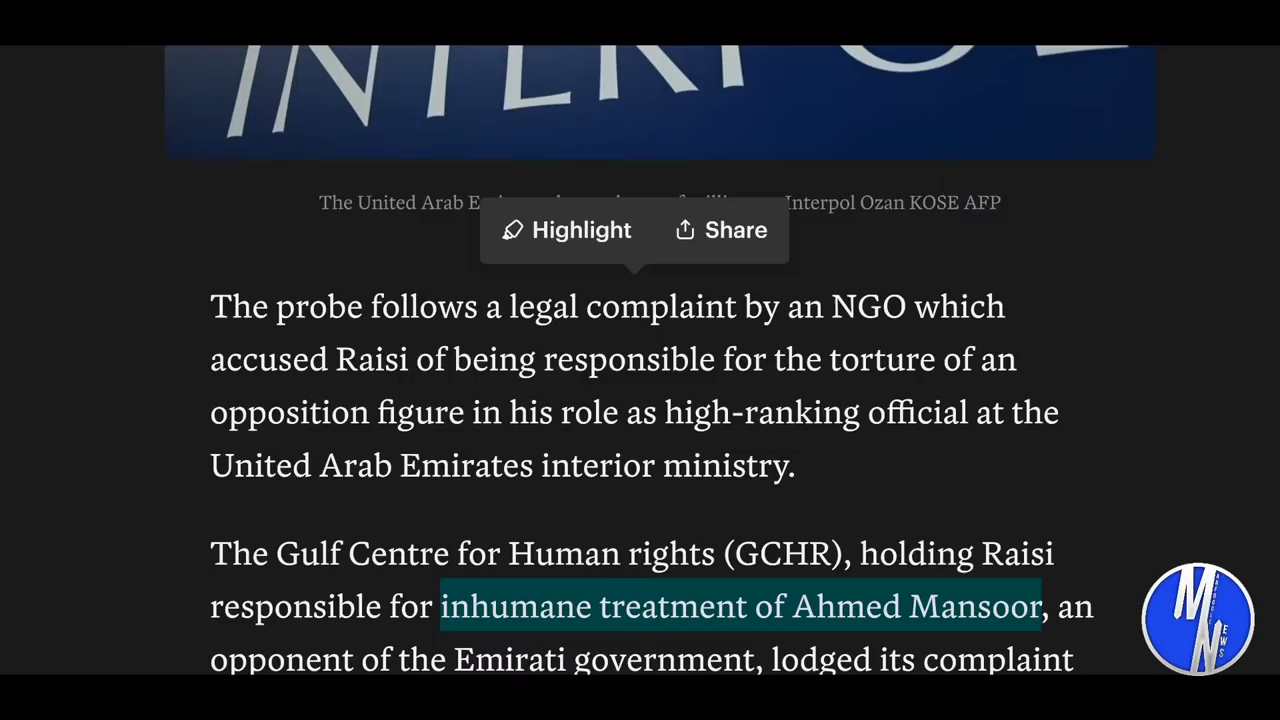 INTERPOL
The United Arab Interpol Ozan KOSE AFP
Highlight Share
The probe follows a legal complaint by an NGO which
accused Raisi of being responsible for the torture of an
opposition figure in his role as high-ranking official at the
United Arab Emirates interior ministry.
The Gulf Centre for Human rights (GCHR), holding Raisi
responsible for inhumane treatment of Ahmed Mansoor, an
opponent of the Emirati government, lodged its complaint